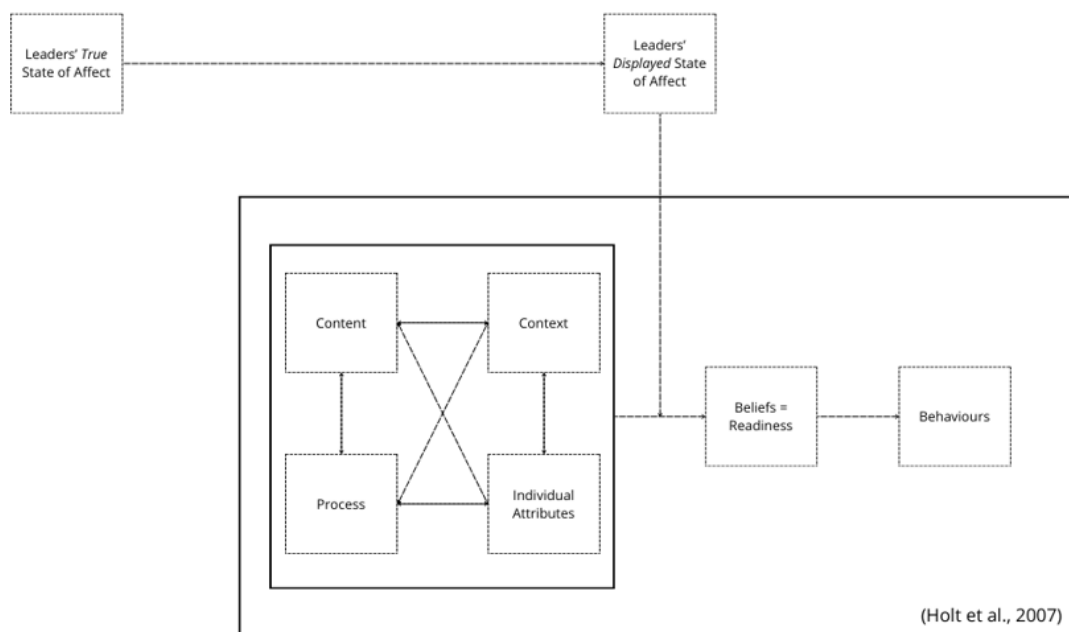 Leaders’ True
State of Affect
Leaders’
Displayed State
of Affect
Content
Context
Beliefs =
Readiness
Behaviours
Process
Individual
Attributes
(Holt et al., 2007)